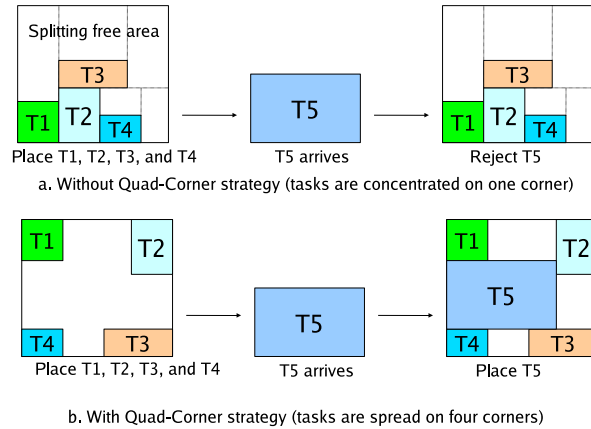 Splitting free area
T3
T1
T2
T4
T5
T3
T1
T2
T4
Place T1, T2, T3, and T4
T5 arrives
Reject T5
a. Without Quad-Corner strategy (tasks are concentrated on one corner)
T1
T2
T4
T3
T5
T1
T2
T5
T4
T3
Place T1, T2, T3, and T4
T5 arrives
Place T5
b. With Quad-Corner strategy (tasks are spread on four corners)